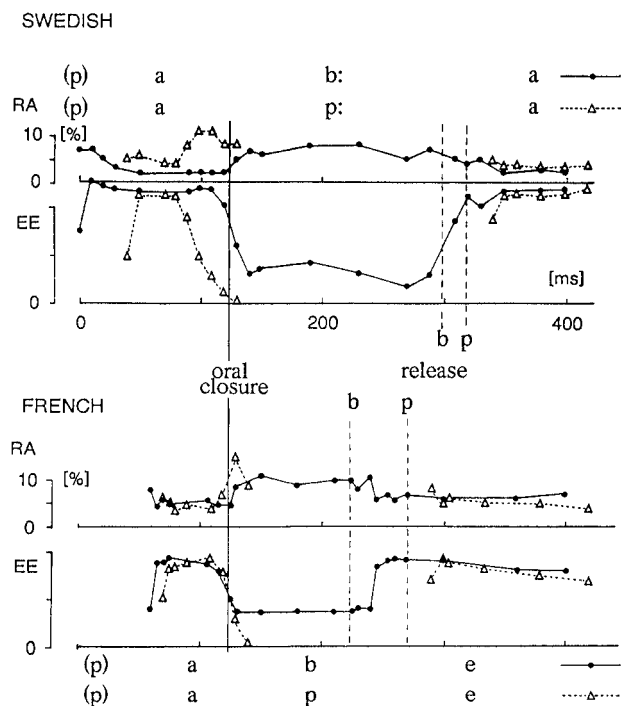 SWEDISH
(p) a b: a
(p) a p: a
RA
[%]
10
0
EE
0
[ms]
0 200 400
b p
oral closure
release
FRENCH
b p
RA
[%]
10
0
EE
0
(p) a b e
(p) a p e